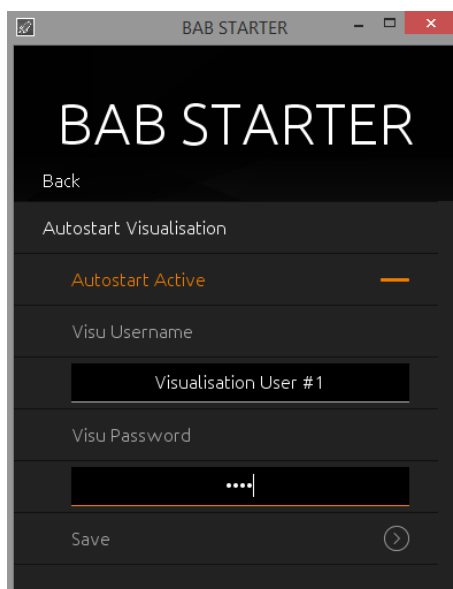 BAB STARTER
BAB STARTER
Back
Autostart Visualisation
Autostart Active
Visu Username
Visualisation User #1
Visu Password
••••
Save